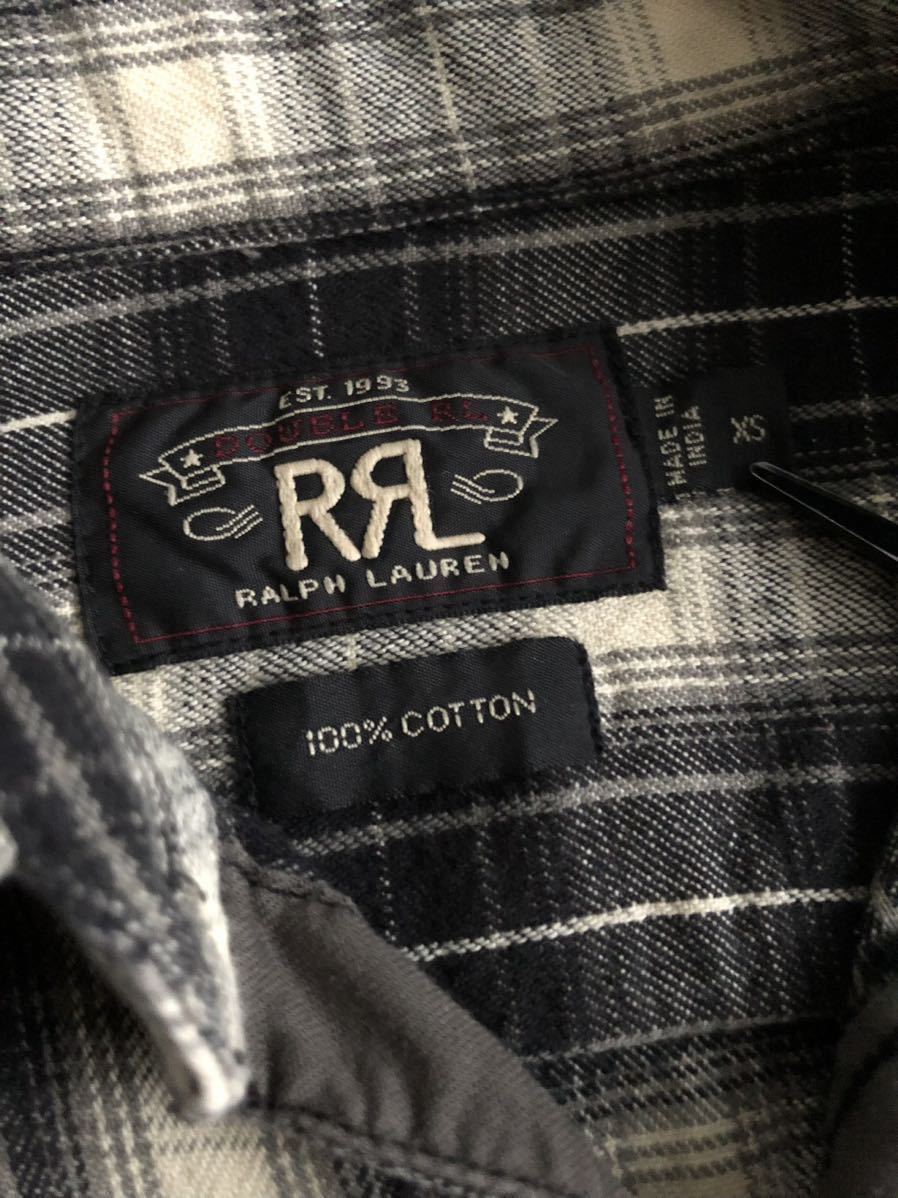 EST. 1993
DOUBLE RL
RRL
RALPH LAUREN
MADE IN
INDIA
XS
100% COTTON